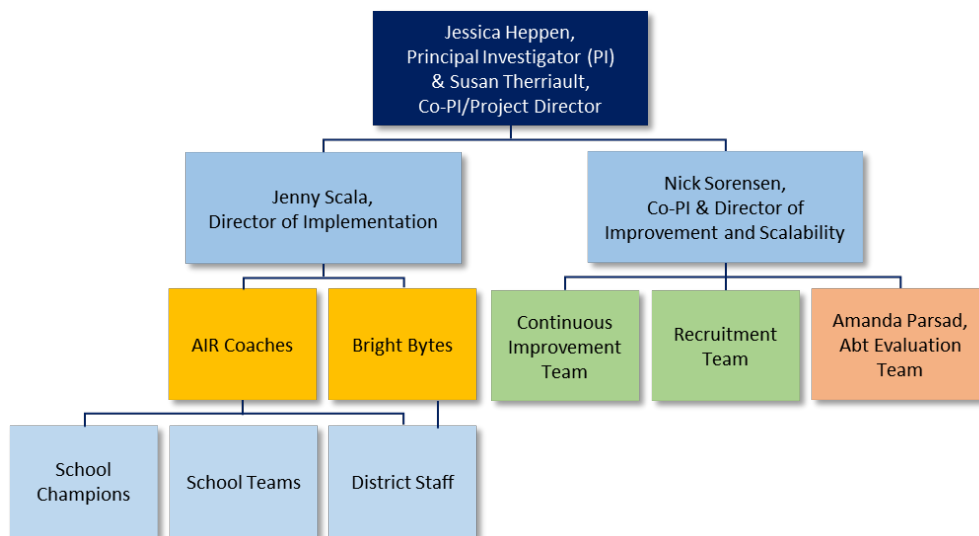 Jessica Heppen,
Principal Investigator (PI)
& Susan Therriault,
Co-PI/Project Director
Jenny Scala,
Director of Implementation
Nick Sorensen,
Co-PI & Director of
Improvement and Scalability
AIR Coaches
Bright Bytes
Continuous
Improvement
Team
Recruitment
Team
Amanda Parsad,
Abt Evaluation
Team
School
Champions
School Teams
District Staff